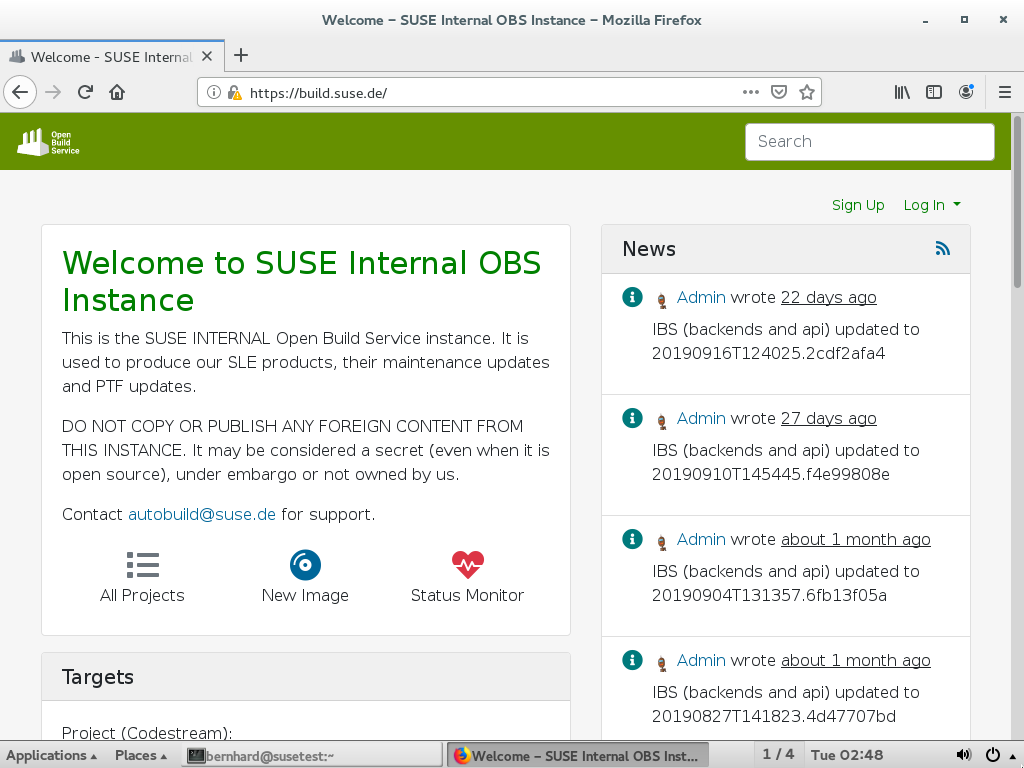 Welcome – SUSE Internal OBS Instance – Mozilla Firefox
Welcome - SUSE Internal
https://build.suse.de/
Open
Build
Service
Search
Sign Up
Log In
Welcome to SUSE Internal OBS
Instance
This is the SUSE INTERNAL Open Build Service instance. It is
used to produce our SLE products, their maintenance updates
and PTF updates.
DO NOT COPY OR PUBLISH ANY FOREIGN CONTENT FROM
THIS INSTANCE. It may be considered a secret (even when it is
open source), under embargo or not owned by us.
Contact autobuild@suse.de for support.
All Projects
New Image
Status Monitor
Targets
Project (Codestream):
News
Admin wrote 22 days ago
IBS (backends and api) updated to
20190916T124025.2cdf2afa4
Admin wrote 27 days ago
IBS (backends and api) updated to
20190910T145445.f4e99808e
Admin wrote about 1 month ago
IBS (backends and api) updated to
20190904T131357.6fb13f05a
Admin wrote about 1 month ago
IBS (backends and api) updated to
20190827T141823.4d47707bd
Applications
Places
bernhard@susetest:~
Welcome – SUSE Internal OBS Inst...
1 / 4
Tue 02:48